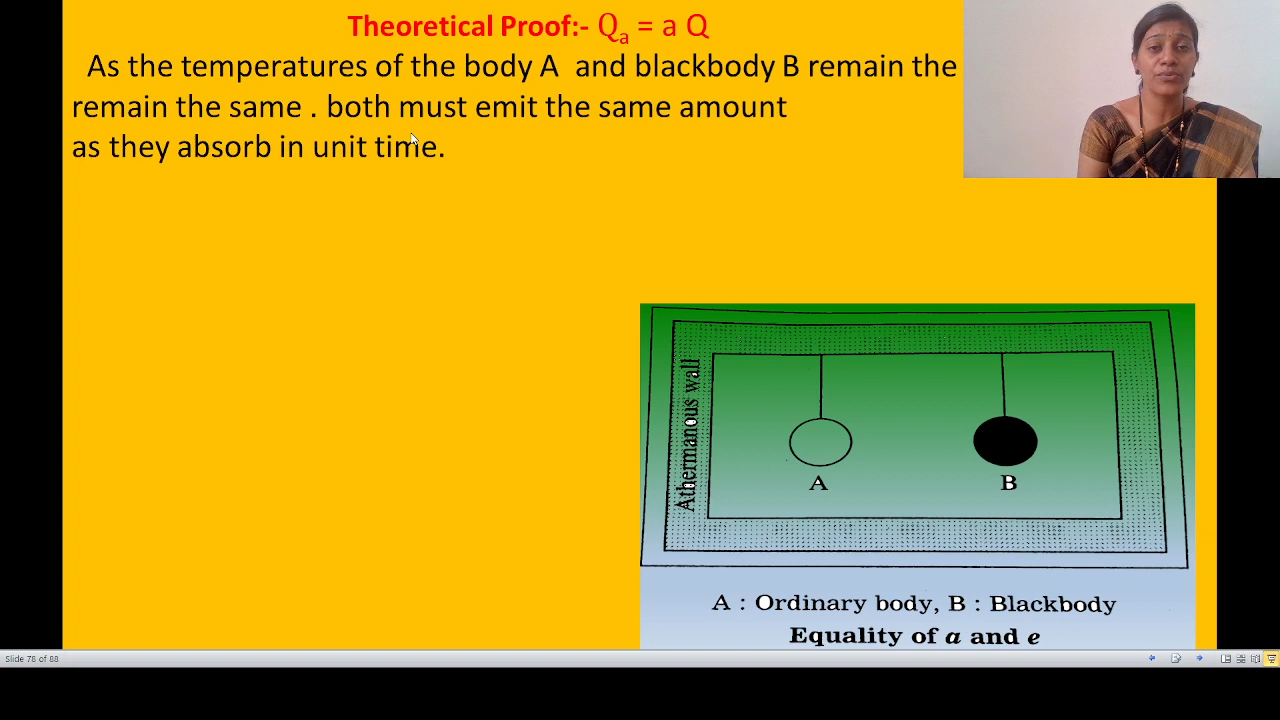 Theoretical Proof:- Qₐ = a Q
As the temperatures of the body A and blackbody B remain the
remain the same . both must emit the same amount
as they absorb in unit time.
Athermanous wall
A
B
A : Ordinary body, B : Blackbody
Equality of a and e
Slide 78 of 88